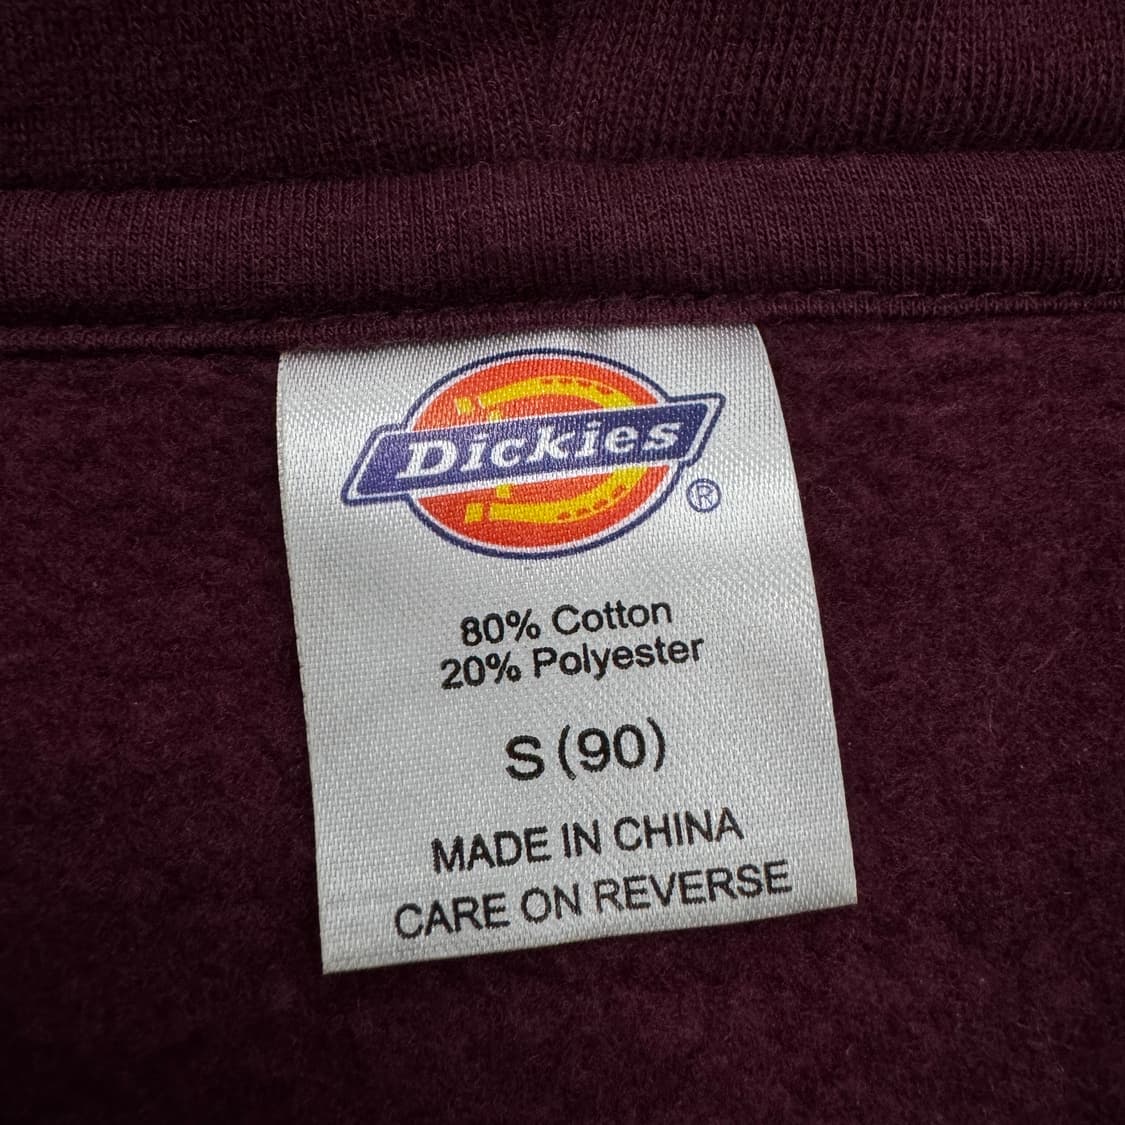 Dickies
®
80% Cotton
20% Polyester
S (90)
MADE IN CHINA
CARE ON REVERSE